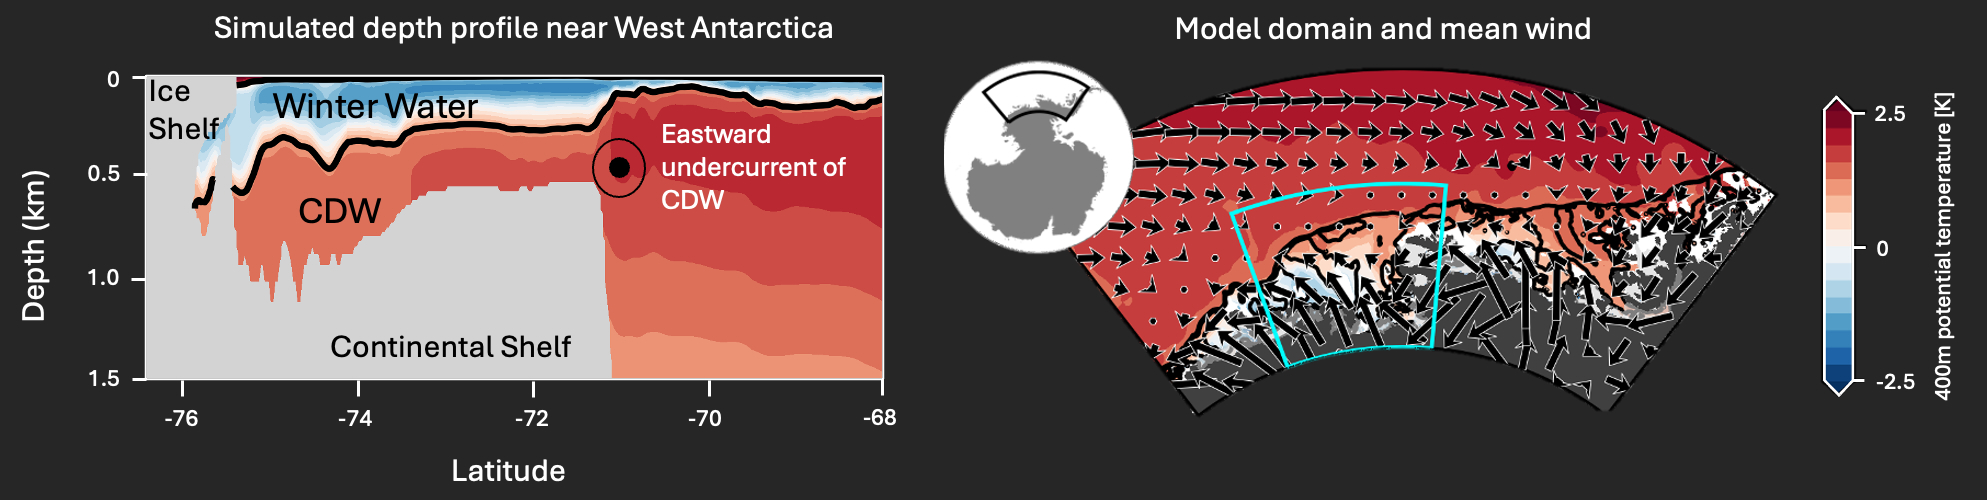 Simulated depth profile near West Antarctica
0
0.5
1.0
1.5
Depth (km)
Ice
Shelf
Winter Water
CDW
Eastward
undercurrent of
CDW
Continental Shelf
-76
-74
-72
-70
-68
Latitude
Model domain and mean wind
2.5
0
-2.5
400m potential temperature [K]